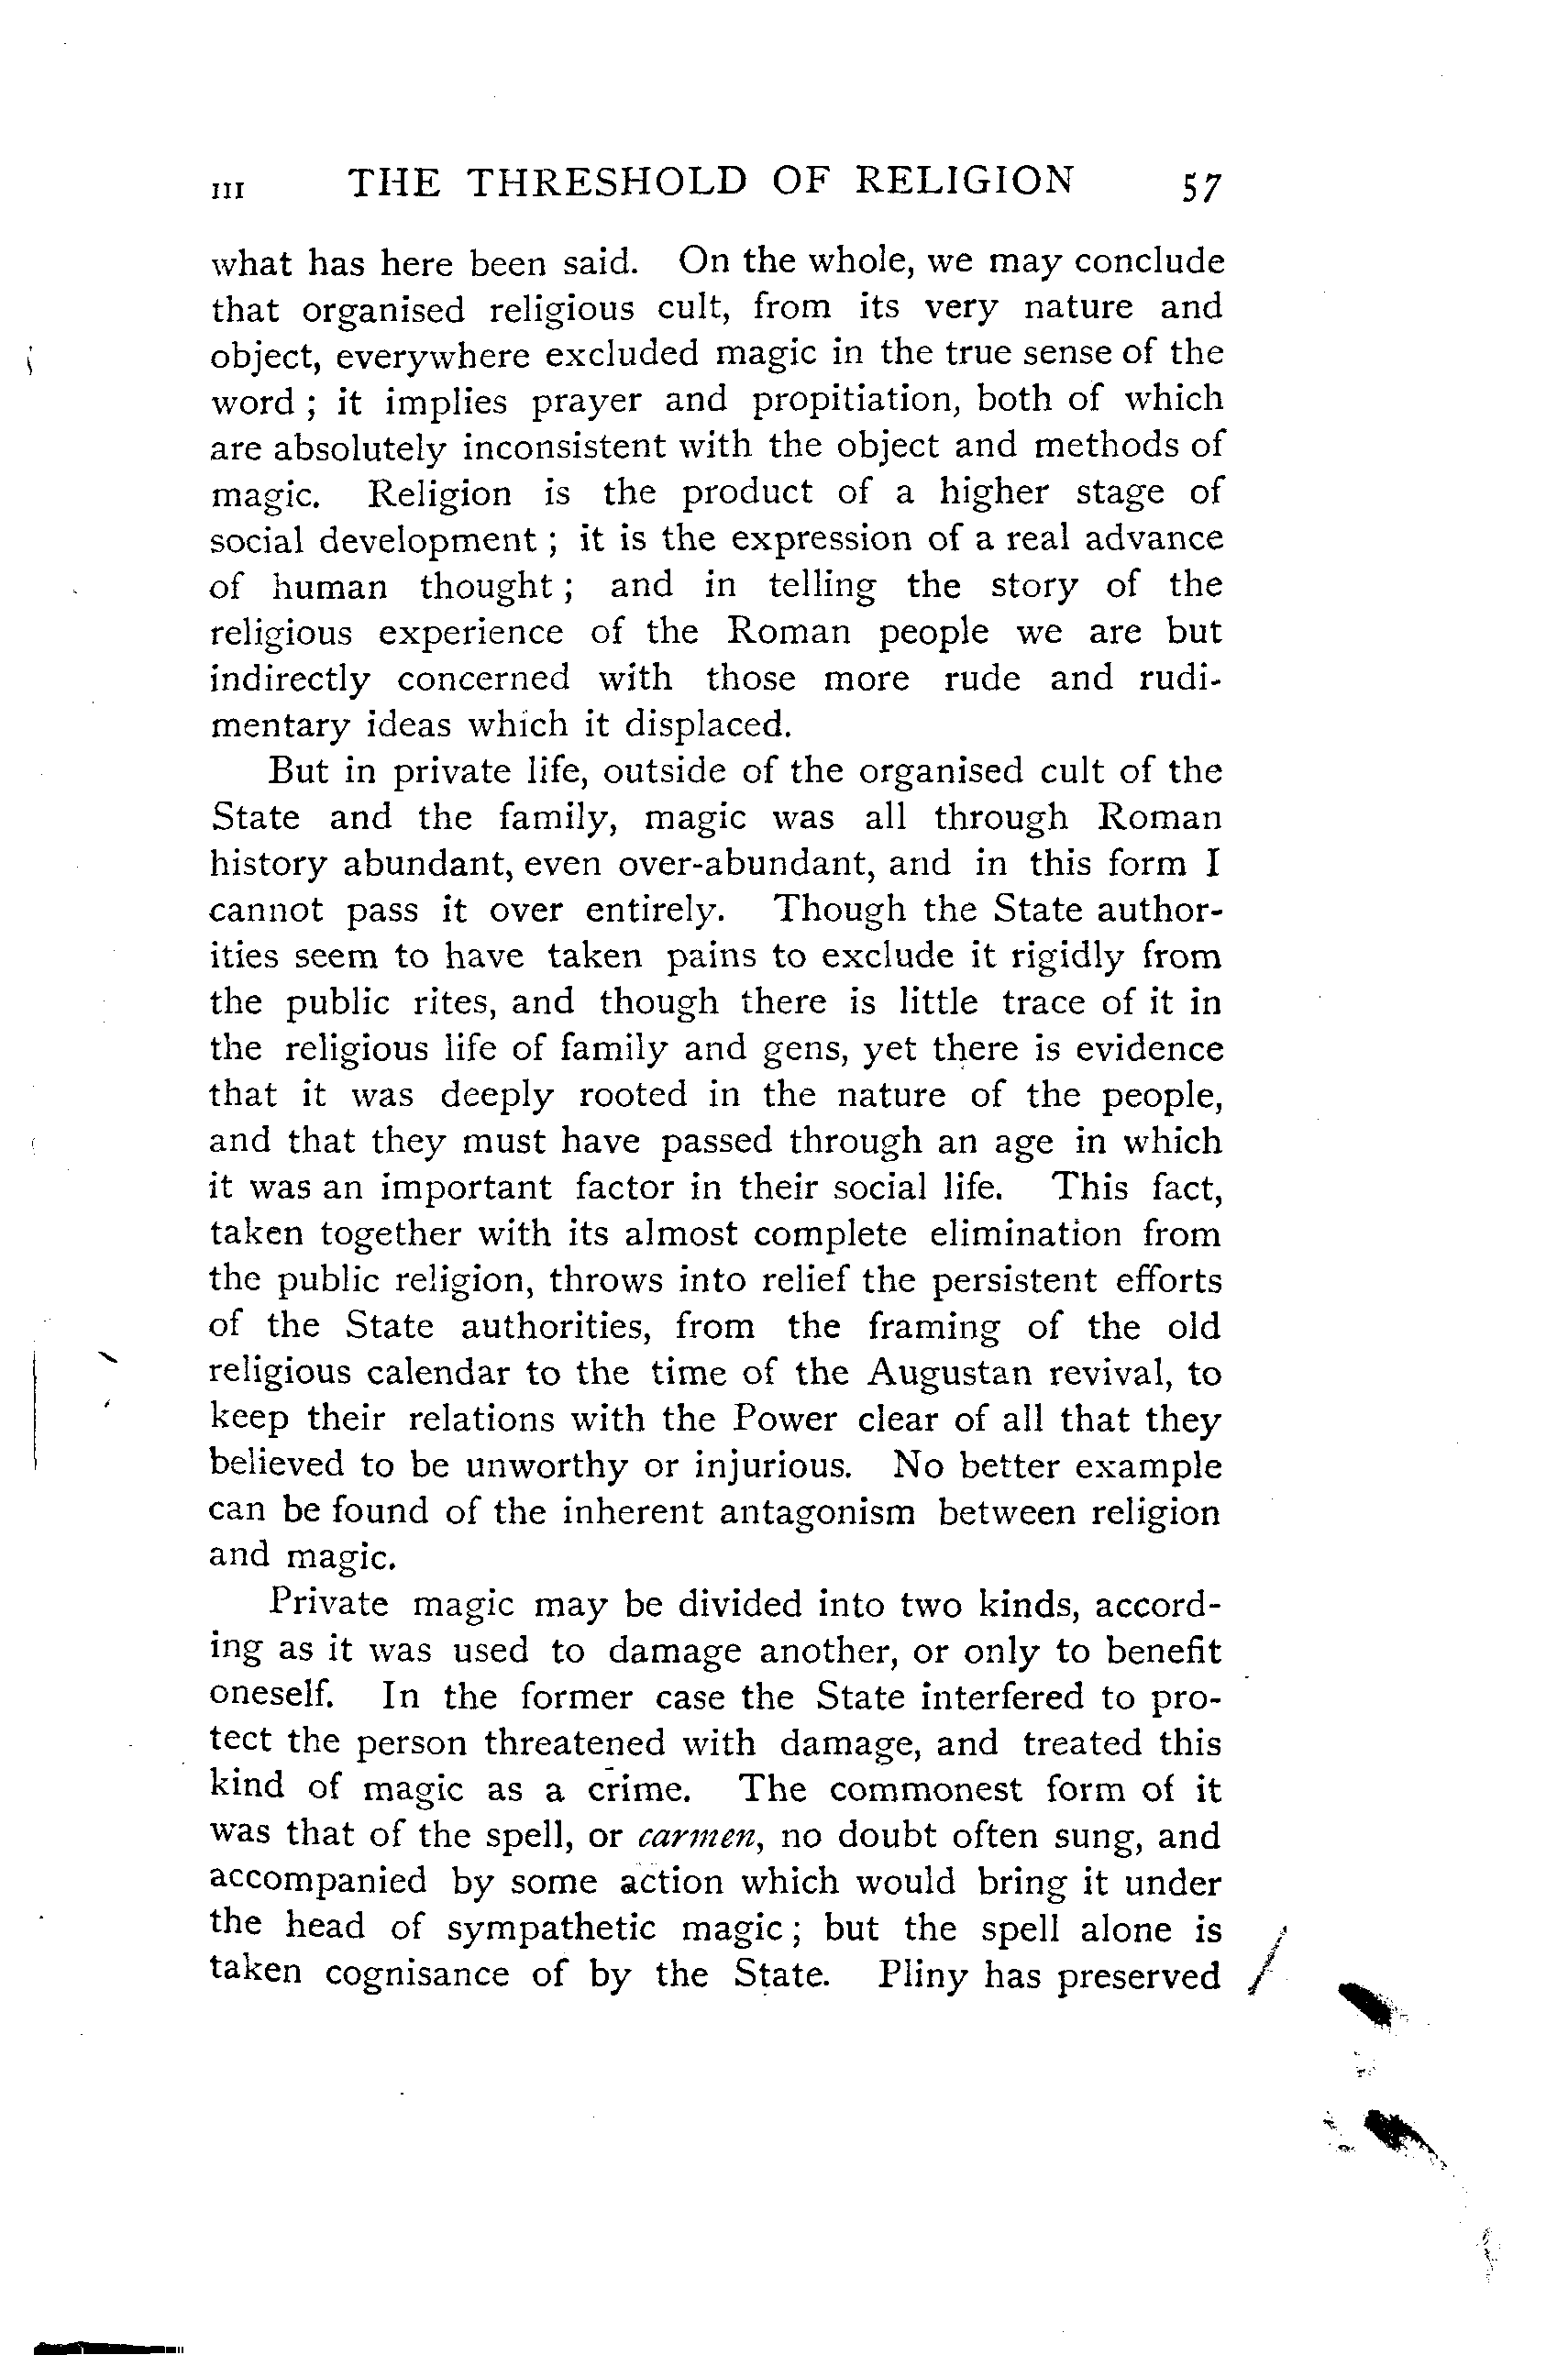 III THE THRESHOLD OF RELIGION 57
what has here been said. On the whole, we may conclude
that organised religious cult, from its very nature and
object, everywhere excluded magic in the true sense of the
word ; it implies prayer and propitiation, both of which
are absolutely inconsistent with the object and methods of
magic. Religion is the product of a higher stage of
social development ; it is the expression of a real advance
of human thought ; and in telling the story of the
religious experience of the Roman people we are but
indirectly concerned with those more rude and rudi-
mentary ideas which it displaced.
But in private life, outside of the organised cult of the
State and the family, magic was all through Roman
history abundant, even over-abundant, and in this form I
cannot pass it over entirely. Though the State author-
ities seem to have taken pains to exclude it rigidly from
the public rites, and though there is little trace of it in
the religious life of family and gens, yet there is evidence
that it was deeply rooted in the nature of the people,
and that they must have passed through an age in which
it was an important factor in their social life. This fact,
taken together with its almost complete elimination from
the public religion, throws into relief the persistent efforts
of the State authorities, from the framing of the old
religious calendar to the time of the Augustan revival, to
keep their relations with the Power clear of all that they
believed to be unworthy or injurious. No better example
can be found of the inherent antagonism between religion
and magic.
Private magic may be divided into two kinds, accord-
ing as it was used to damage another, or only to benefit
oneself. In the former case the State interfered to pro-
tect the person threatened with damage, and treated this
kind of magic as a crime. The commonest form of it
was that of the spell, or carmen, no doubt often sung, and
accompanied by some action which would bring it under
the head of sympathetic magic ; but the spell alone is
taken cognisance of by the State. Pliny has preserved